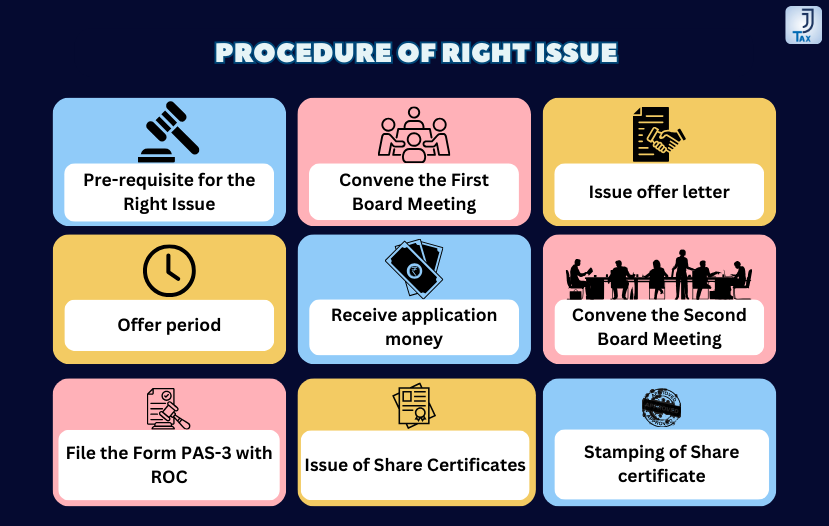 J
TAX
PROCEDURE OF RIGHT ISSUE
Pre-requisite for the
Right Issue
Convene the First
Board Meeting
Issue offer letter
Offer period
Receive application
money
Convene the Second
Board Meeting
File the Form PAS-3 with
ROC
Issue of Share Certificates
Stamping of Share
certificate